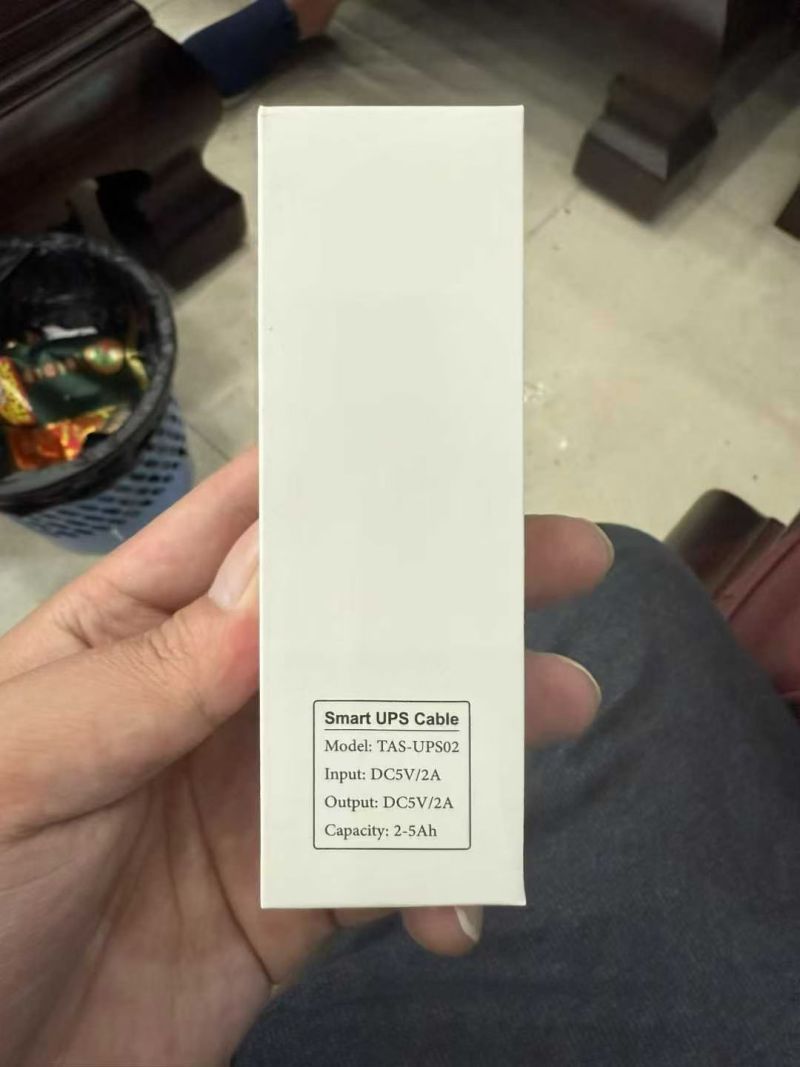 Smart UPS Cable
Model: TAS-UPS02
Input: DC5V/2A
Output: DC5V/2A
Capacity: 2-5Ah